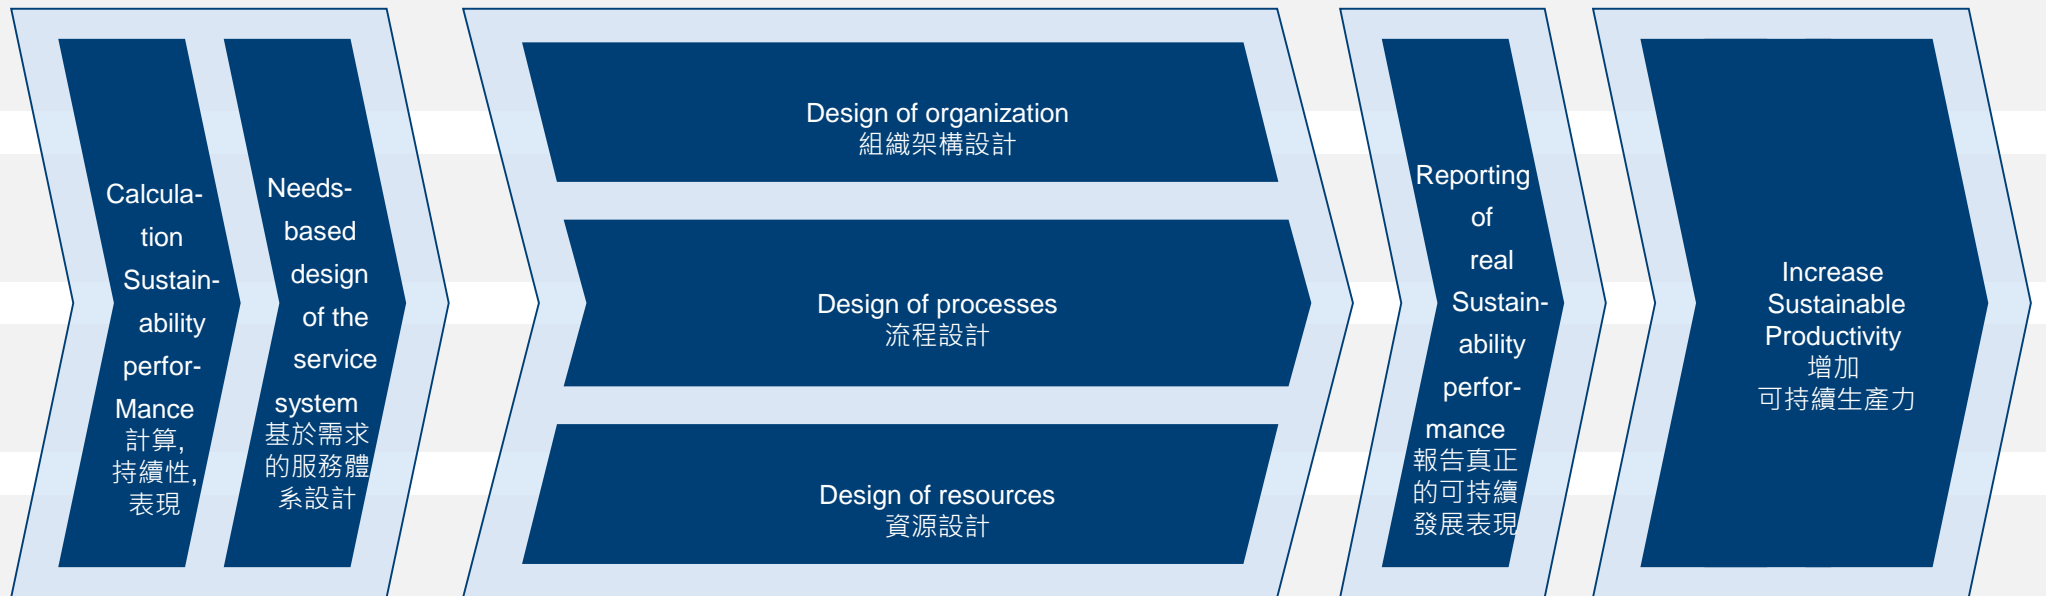 Calcula-
tion
Sustain-
ability
perfor-
Mance
計算,
持續性,
表現
Needs-
based
design
of the
service
system
基於需求
的服務體
系設計
Design of organization
組織架構設計
Design of processes
流程設計
Design of resources
資源設計
Reporting
of
real
Sustain-
ability
perfor-
mance
報告真正
的可持續
發展表現
Increase
Sustainable
Productivity
增加
可持續生產力